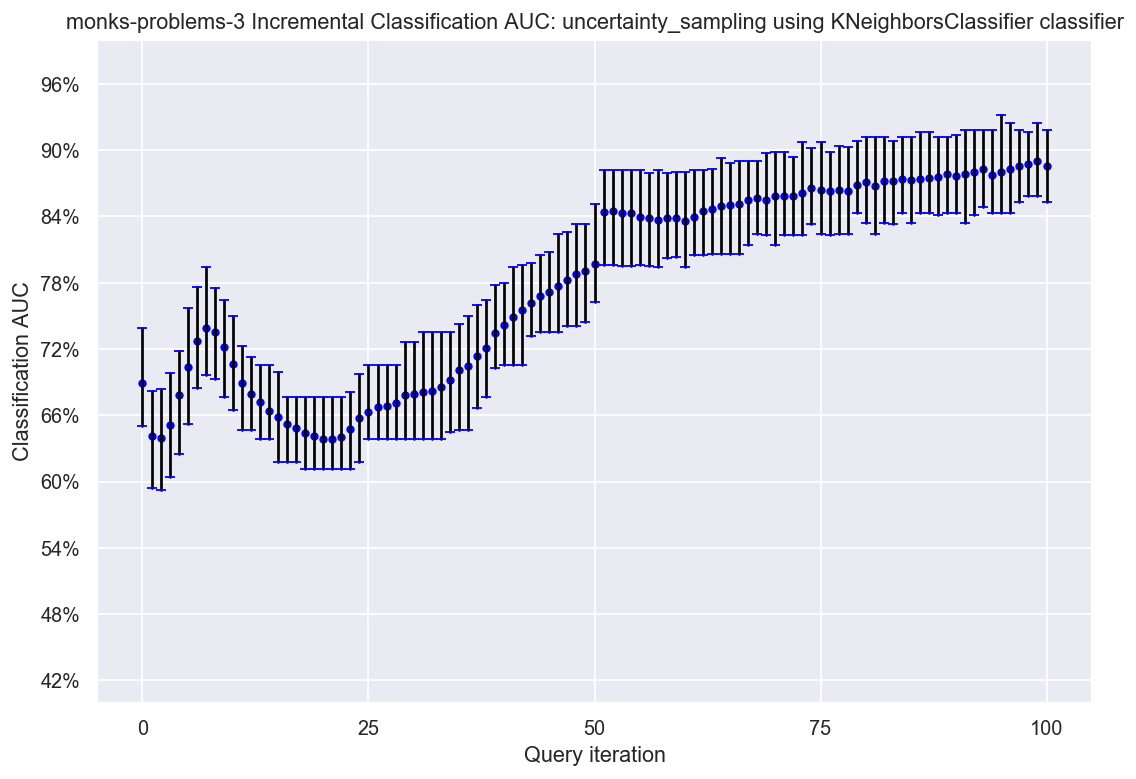 monks-problems-3 Incremental Classification AUC: uncertainty_sampling using KNeighborsClassifier classifier
96%
90%
84%
78%
72%
66%
60%
54%
48%
42%
Classification AUC
0 25 50 75 100
Query iteration